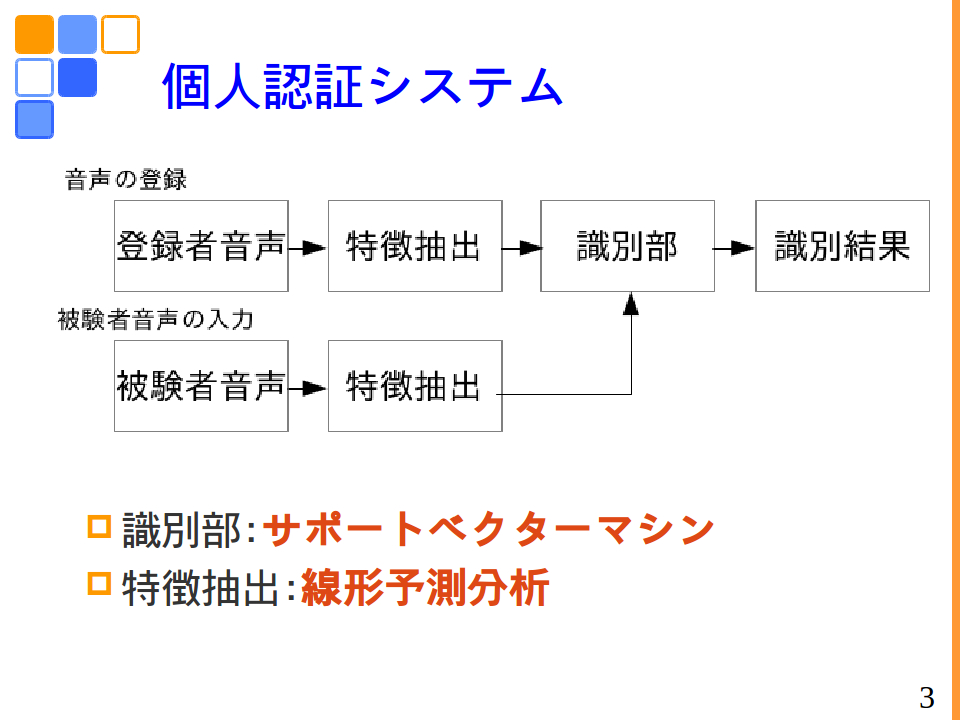 個人認証システム
音声の登録
登録者音声
特徴抽出
識別部
識別結果
被験者音声の入力
被験者音声
特徴抽出
識別部:サポートベクターマシン
特徴抽出:線形予測分析
3